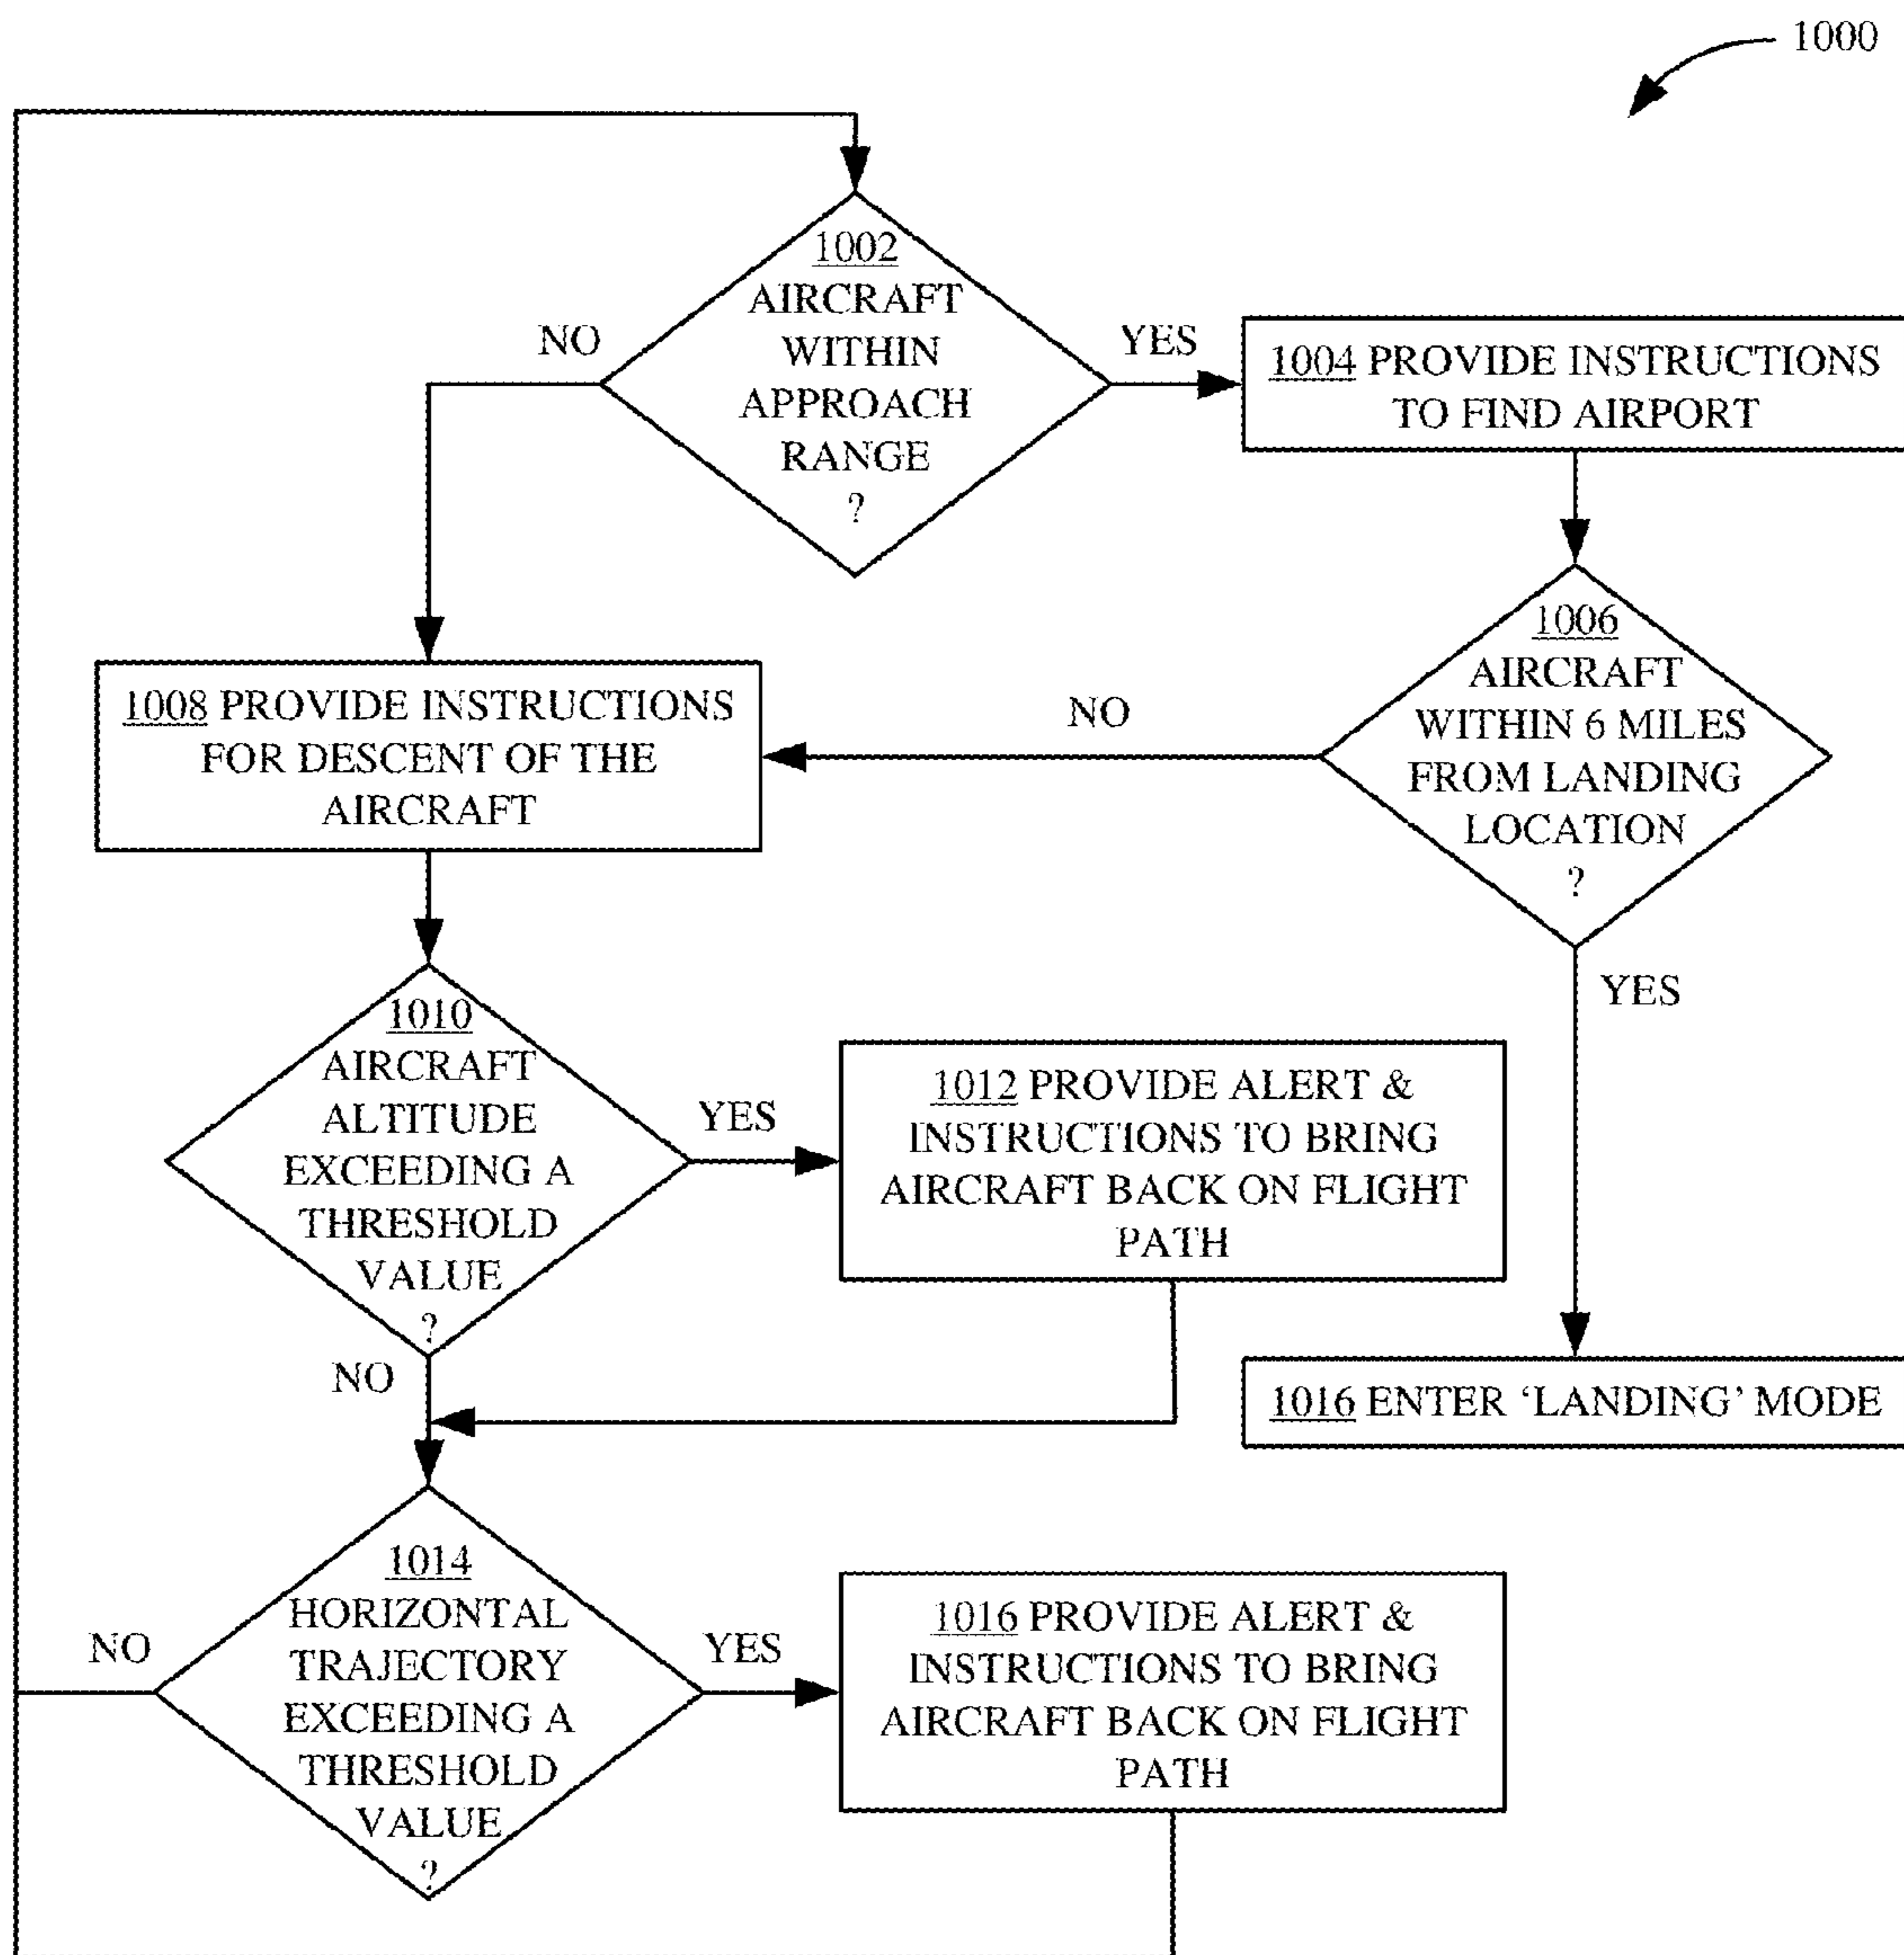 1000
1002
AIRCRAFT
WITHIN
APPROACH
RANGE
?
NO
YES
1004 PROVIDE INSTRUCTIONS
TO FIND AIRPORT
1006
AIRCRAFT
WITHIN 6 MILES
FROM LANDING
LOCATION
?
NO
YES
1008 PROVIDE INSTRUCTIONS
FOR DESCENT OF THE
AIRCRAFT
1010
AIRCRAFT
ALTITUDE
EXCEEDING A
THRESHOLD
VALUE
?
YES
NO
1012 PROVIDE ALERT &
INSTRUCTIONS TO BRING
AIRCRAFT BACK ON FLIGHT
PATH
1016 ENTER ‘LANDING’ MODE
1014
HORIZONTAL
TRAJECTORY
EXCEEDING A
THRESHOLD
VALUE
?
NO
YES
1016 PROVIDE ALERT &
INSTRUCTIONS TO BRING
AIRCRAFT BACK ON FLIGHT
PATH